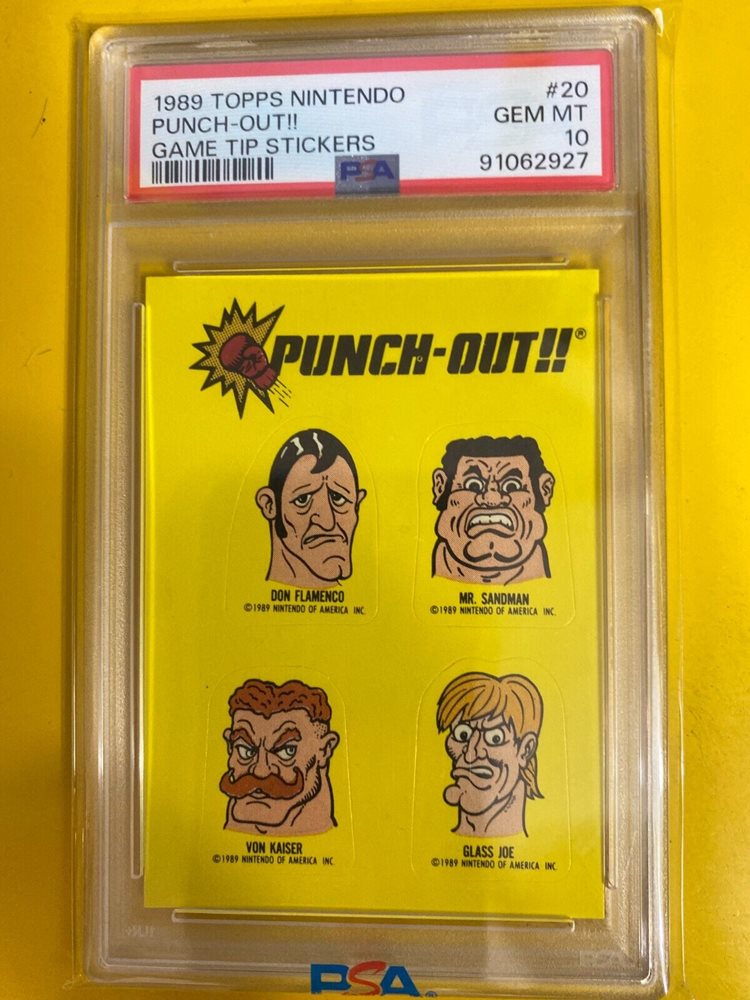 1989 TOPPS NINTENDO #20
PUNCH-OUT!! GEM MT
GAME TIP STICKERS 10
PSA 91062927
PUNCH-OUT!!®
DON FLAMENCO
©1989 NINTENDO OF AMERICA INC.
MR. SANDMAN
©1989 NINTENDO OF AMERICA INC.
VON KAISER
©1989 NINTENDO OF AMERICA INC.
GLASS JOE
©1989 NINTENDO OF AMERICA INC.
PSA®